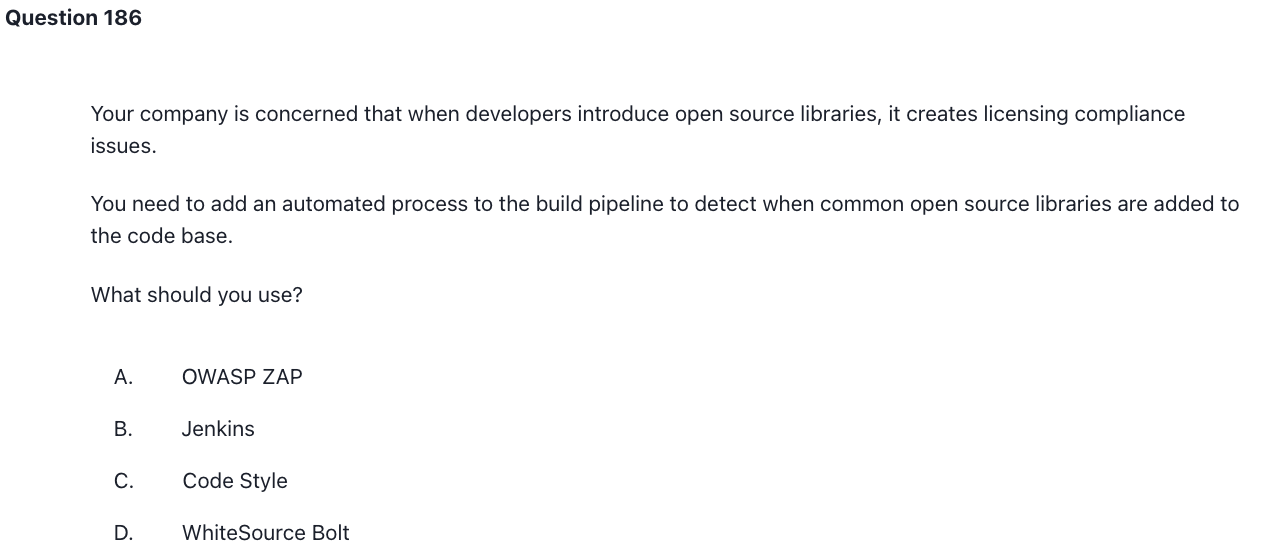 Question 186
Your company is concerned that when developers introduce open source libraries, it creates licensing compliance
issues.
You need to add an automated process to the build pipeline to detect when common open source libraries are added to
the code base.
What should you use?
A. OWASP ZAP
B. Jenkins
C. Code Style
D. WhiteSource Bolt